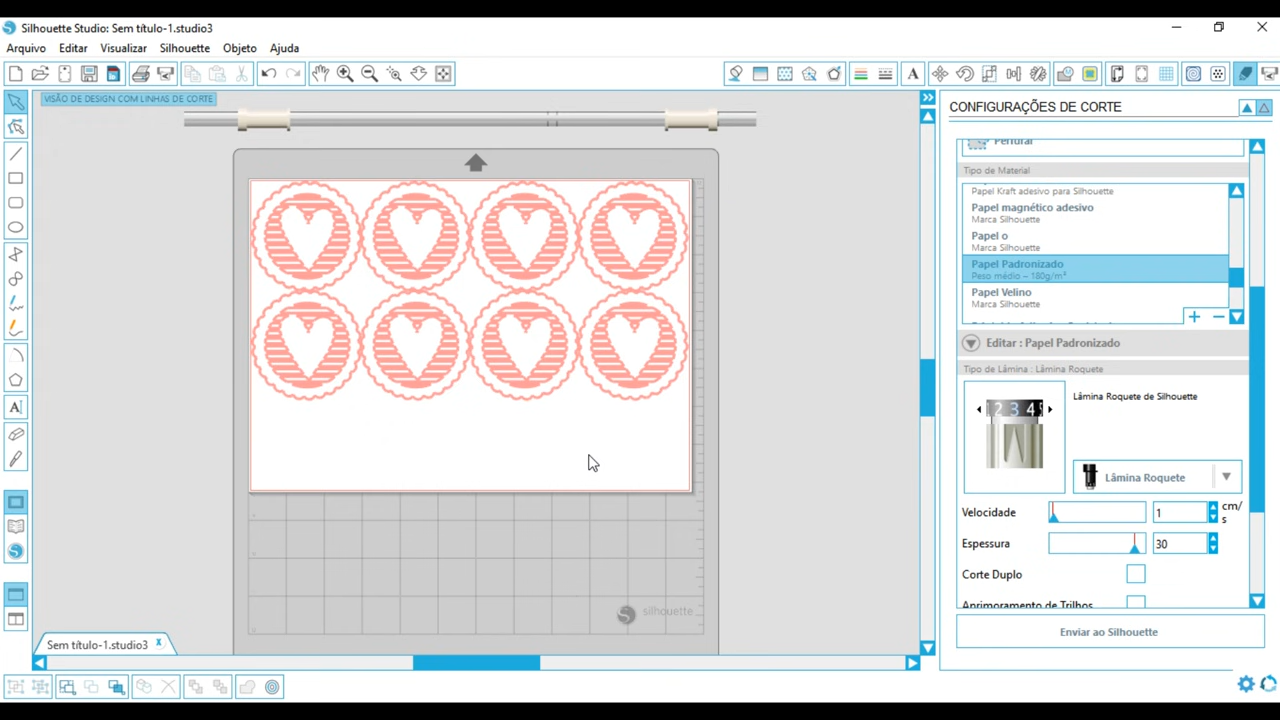 Silhouette Studio: Sem título-1.studio3
Arquivo Editar Visualizar Silhouette Objeto Ajuda
VISÃO DE DESIGN COM LINHAS DE CORTE
silhouette
Sem título-1.studio3
CONFIGURAÇÕES DE CORTE
Perfurar
Tipo de Material
Papel Kraft adesivo para Silhouette
Papel magnético adesivo
Marca Silhouette
Papel o
Marca Silhouette
Papel Padronizado
Peso médio – 180g/m²
Papel Velino
Marca Silhouette
Editar : Papel Padronizado
Tipo de Lâmina : Lâmina Roquete
2 3 4
Lâmina Roquete de Silhouette
Lâmina Roquete
Velocidade 1 cm/
s
Espessura 30
Corte Duplo
Aprimoramento de Trilhos
Enviar ao Silhouette